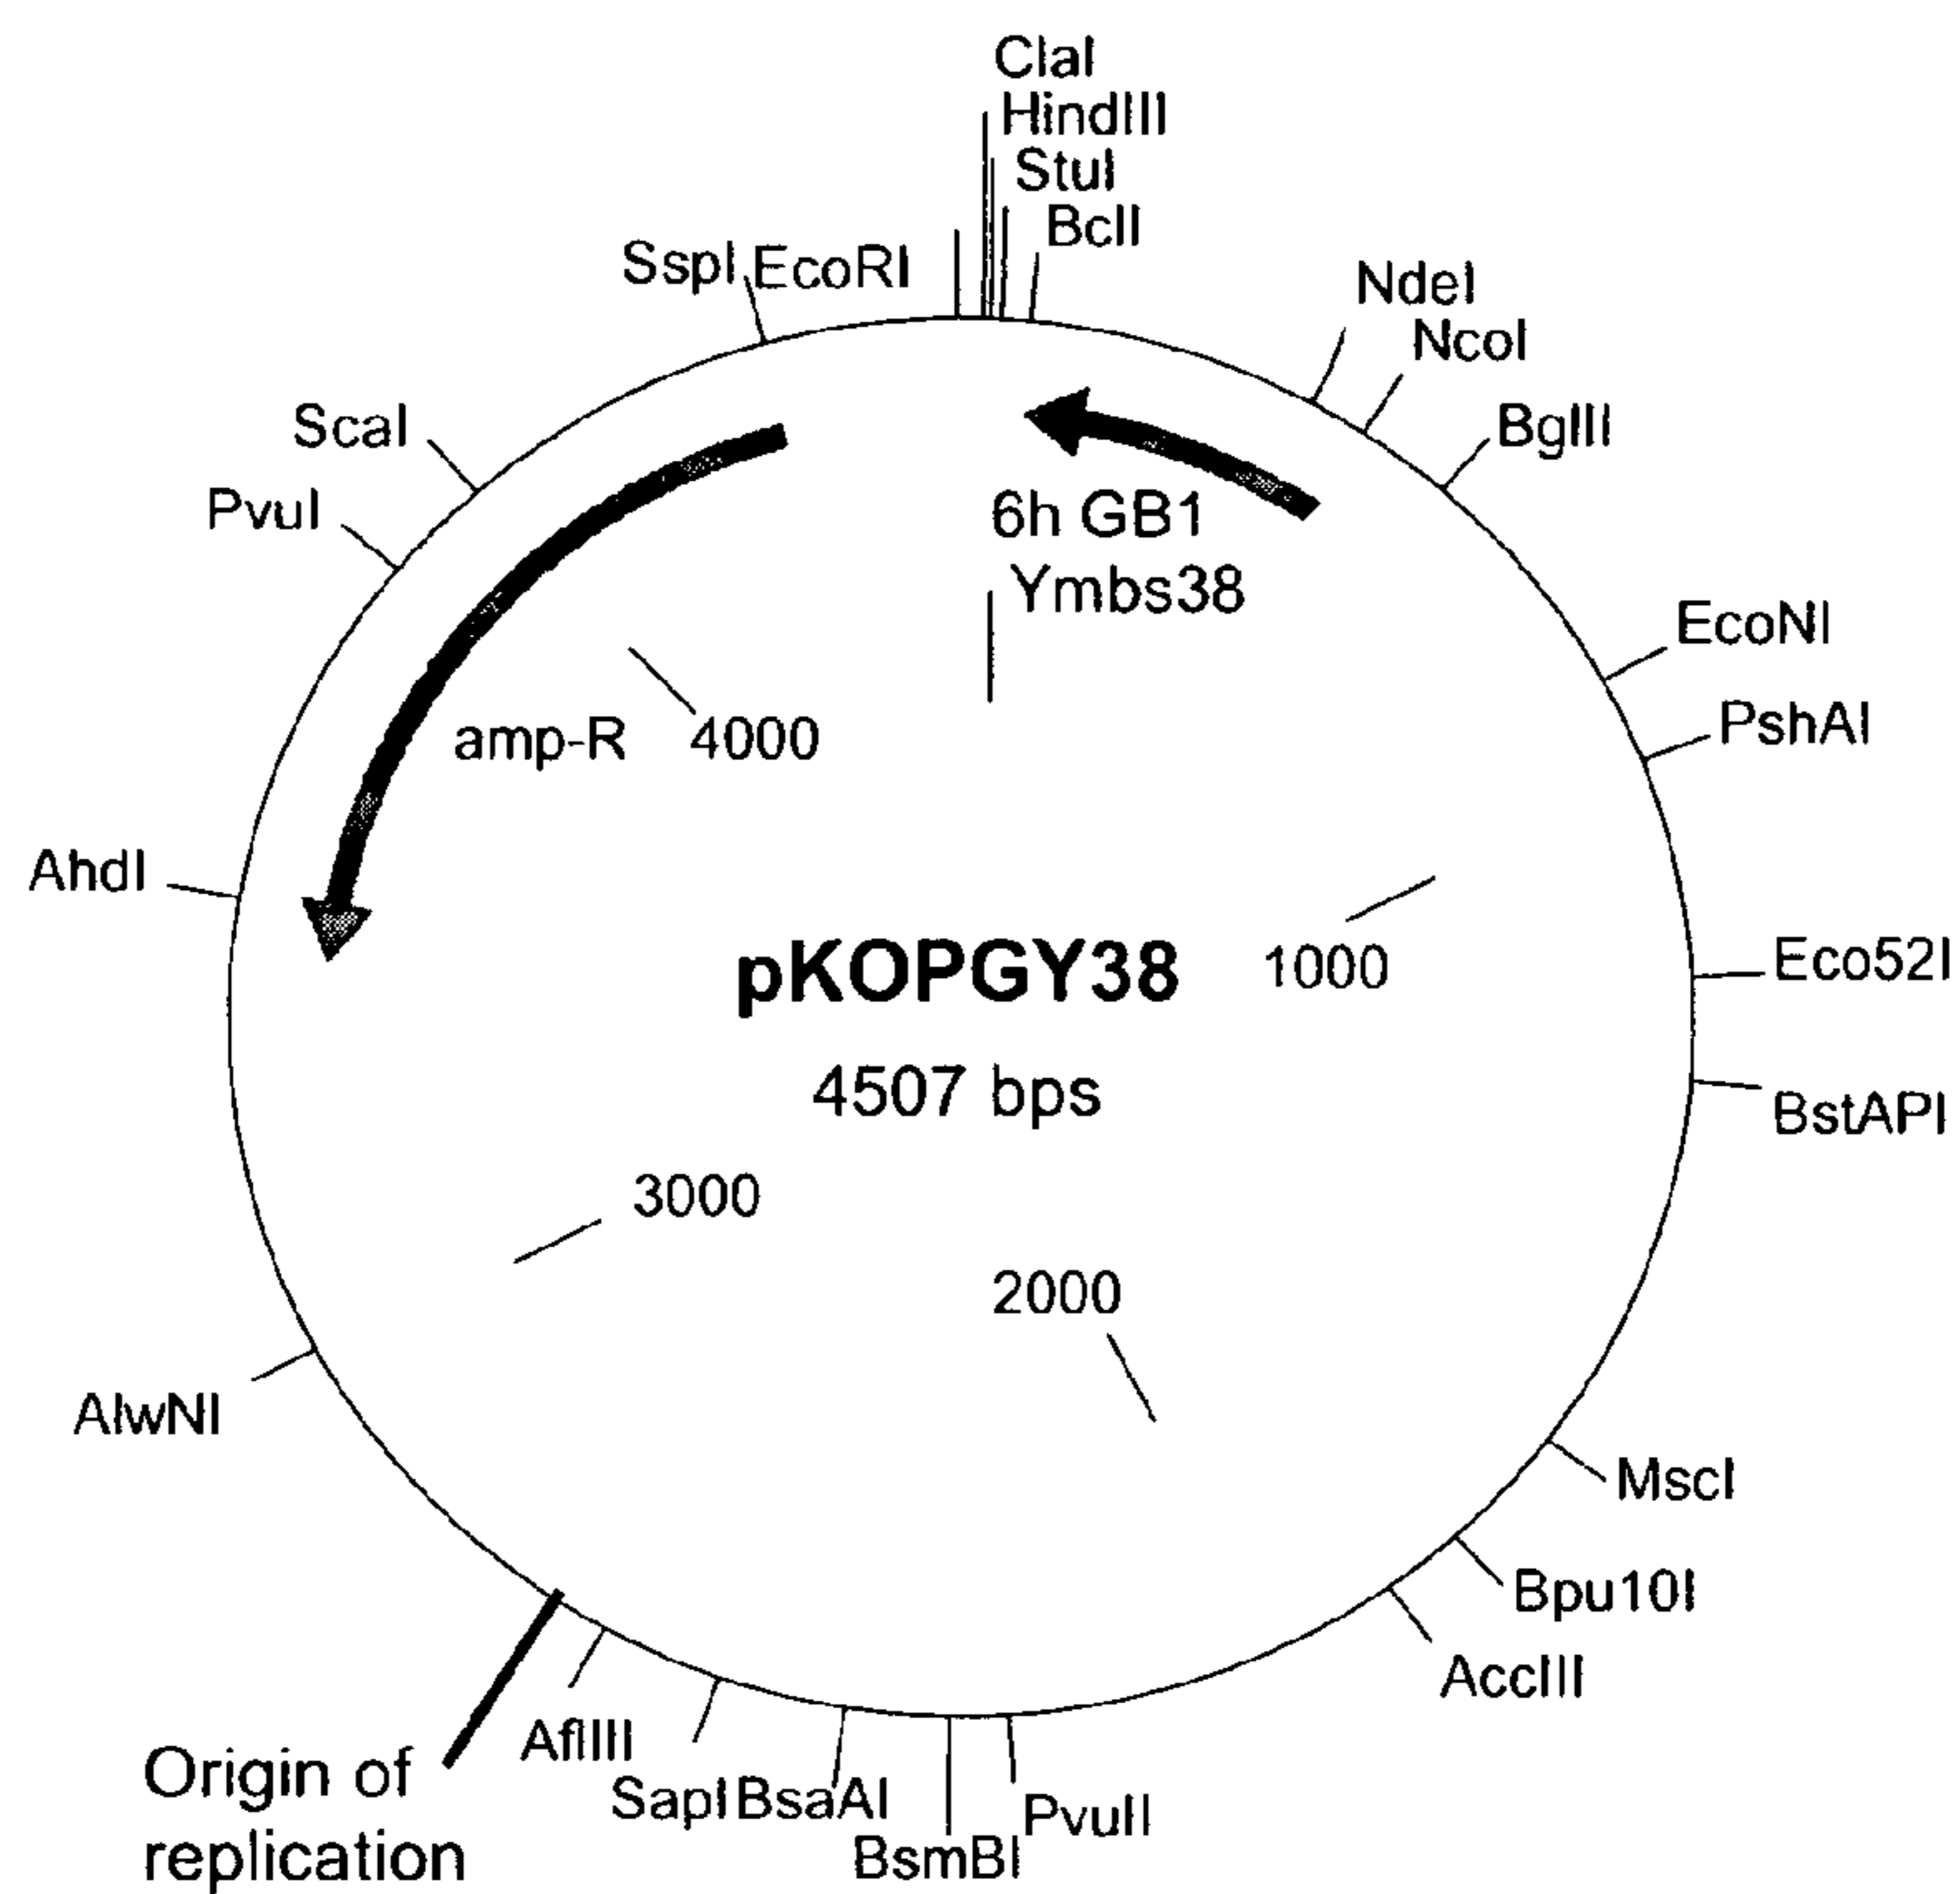 ClaI
HindIII
StuI
BclI
SspI EcoRI
NdeI
NcoI
BglII
ScaI
PvuI
6h GB1
Ymbs38
EcoNI
PshAI
amp-R
4000
AhdI
pKOPGY38
4507 bps
1000
Eco52I
BstAPI
3000
2000
AlwNI
MscI
Bpu10I
AccIII
Origin of
replication
AflIII
SapI BsaAI
BsmBI
PvuII